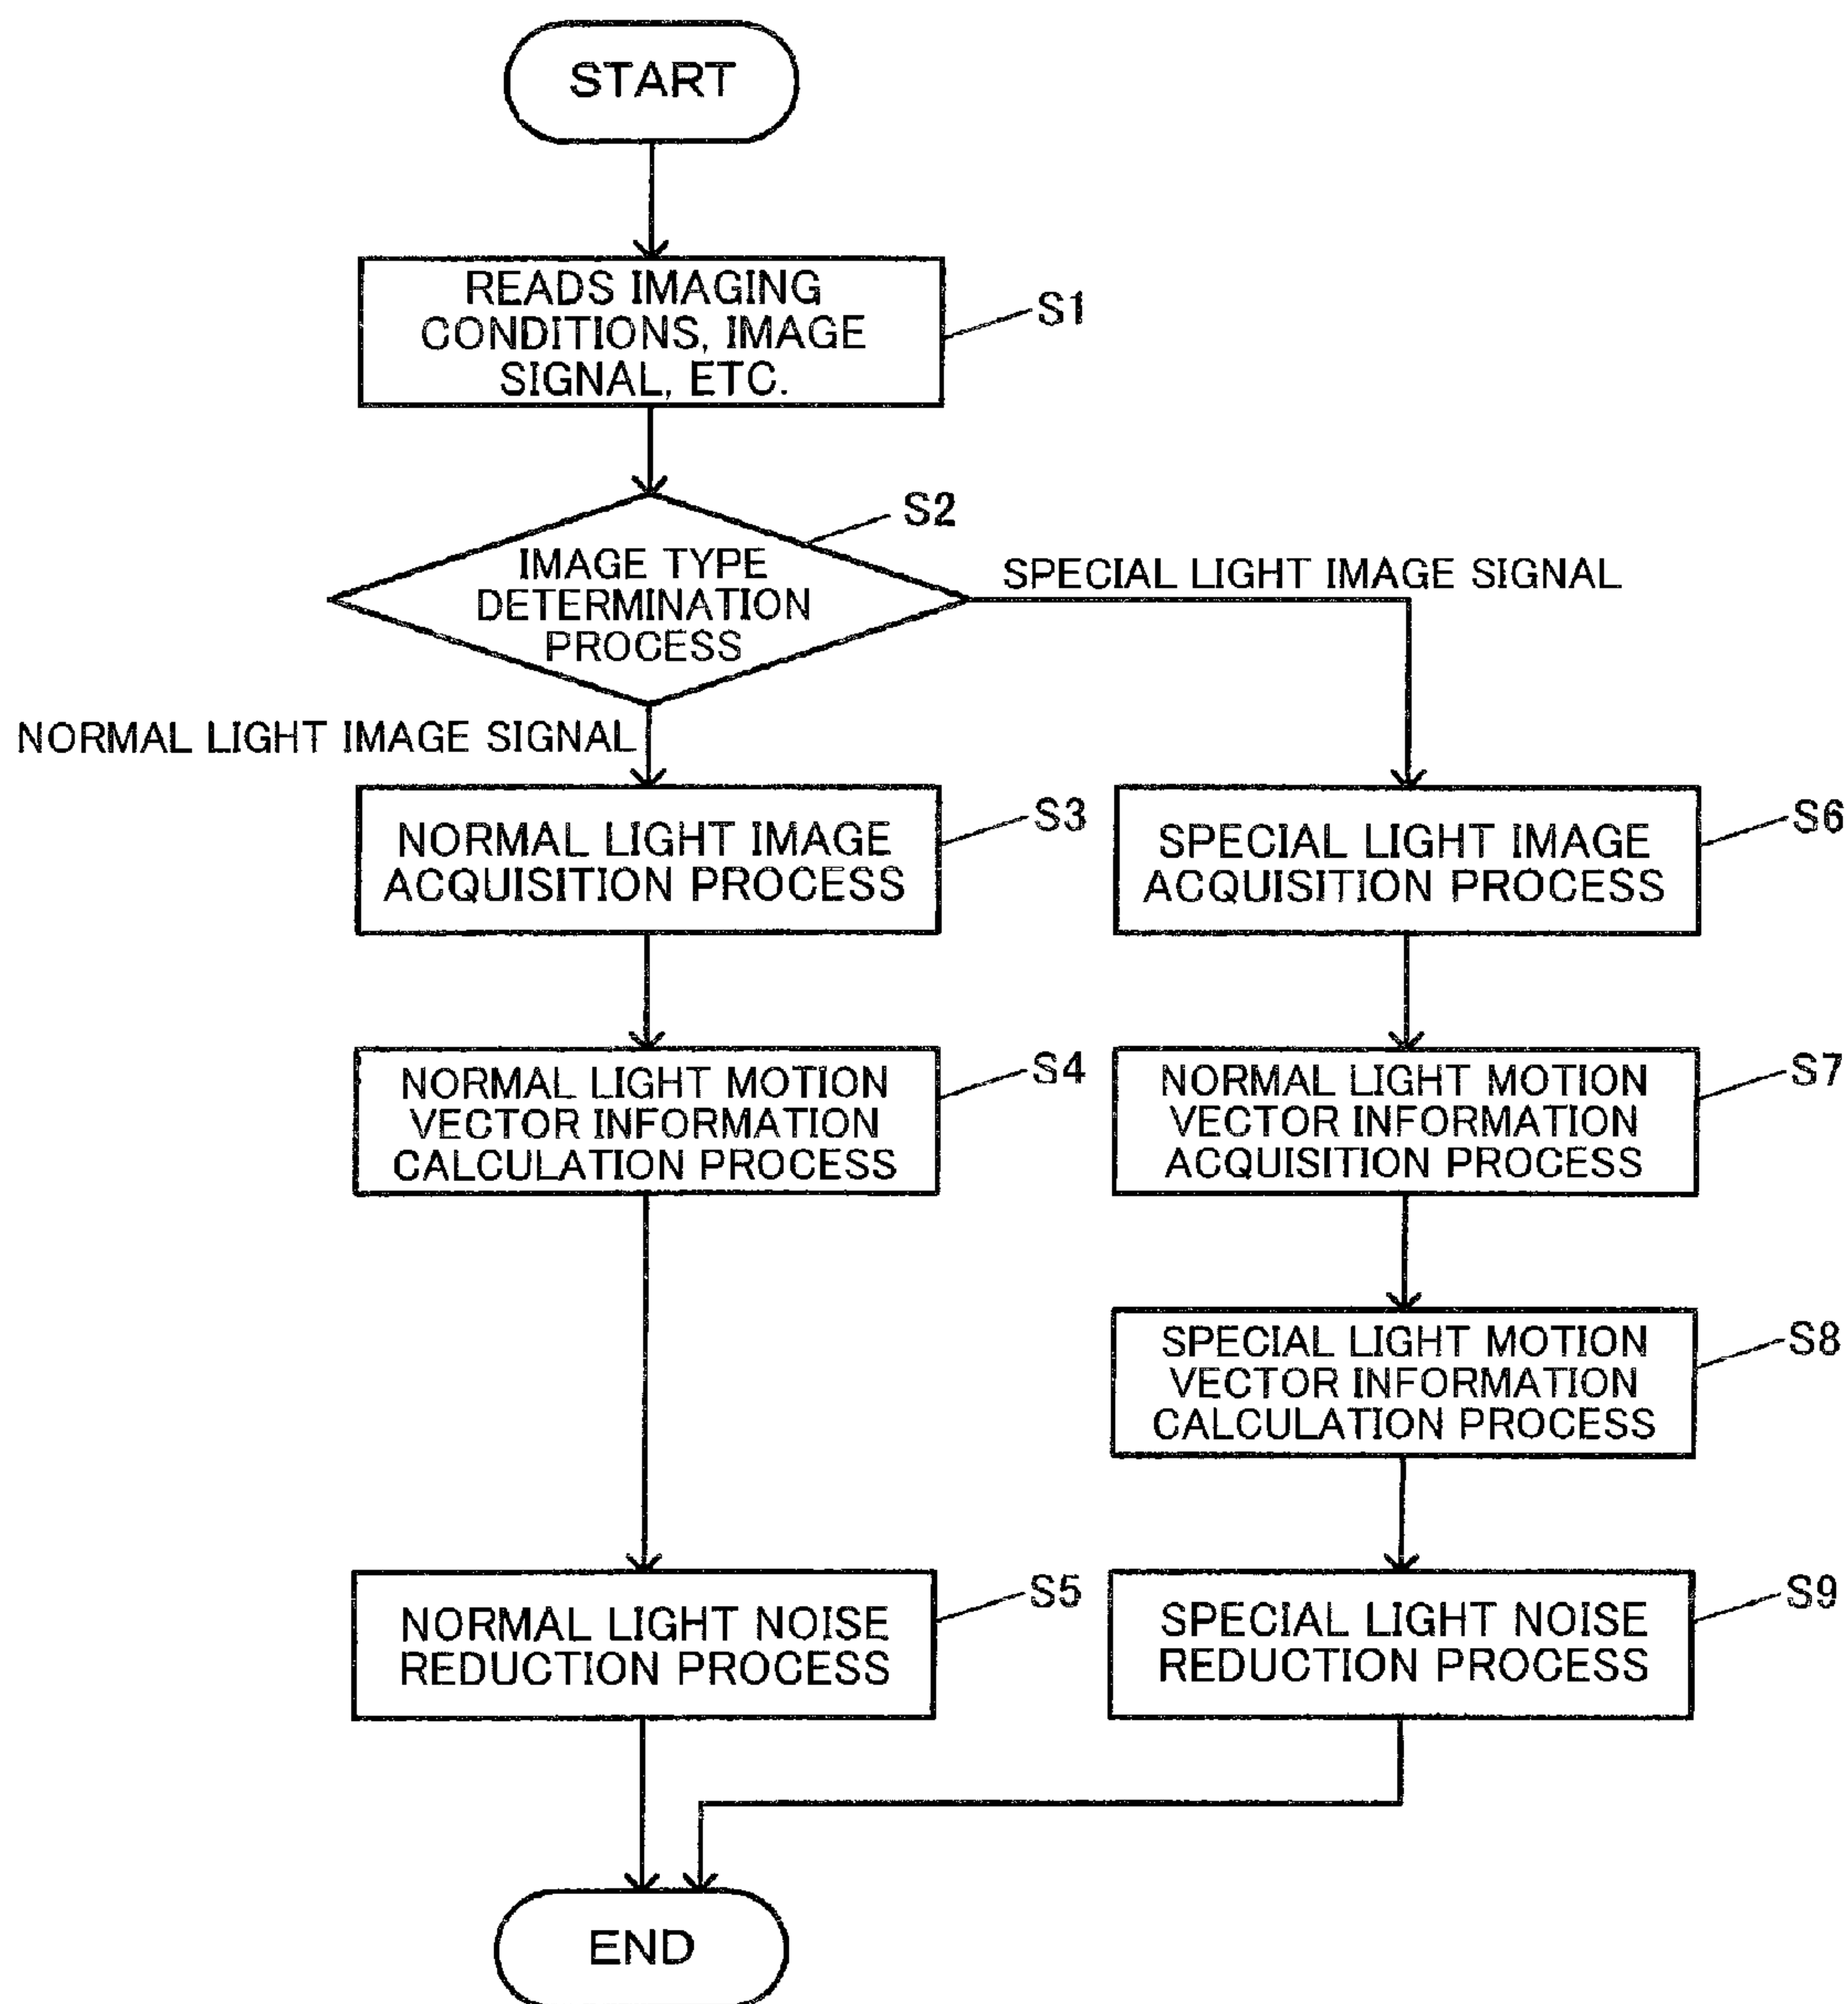 START
READS IMAGING
CONDITIONS, IMAGE
SIGNAL, ETC.
S1
S2
IMAGE TYPE
DETERMINATION
PROCESS
SPECIAL LIGHT IMAGE SIGNAL
NORMAL LIGHT IMAGE SIGNAL
S3
NORMAL LIGHT IMAGE
ACQUISITION PROCESS
S6
SPECIAL LIGHT IMAGE
ACQUISITION PROCESS
S4
NORMAL LIGHT MOTION
VECTOR INFORMATION
CALCULATION PROCESS
S7
NORMAL LIGHT MOTION
VECTOR INFORMATION
ACQUISITION PROCESS
S8
SPECIAL LIGHT MOTION
VECTOR INFORMATION
CALCULATION PROCESS
S5
NORMAL LIGHT NOISE
REDUCTION PROCESS
S9
SPECIAL LIGHT NOISE
REDUCTION PROCESS
END